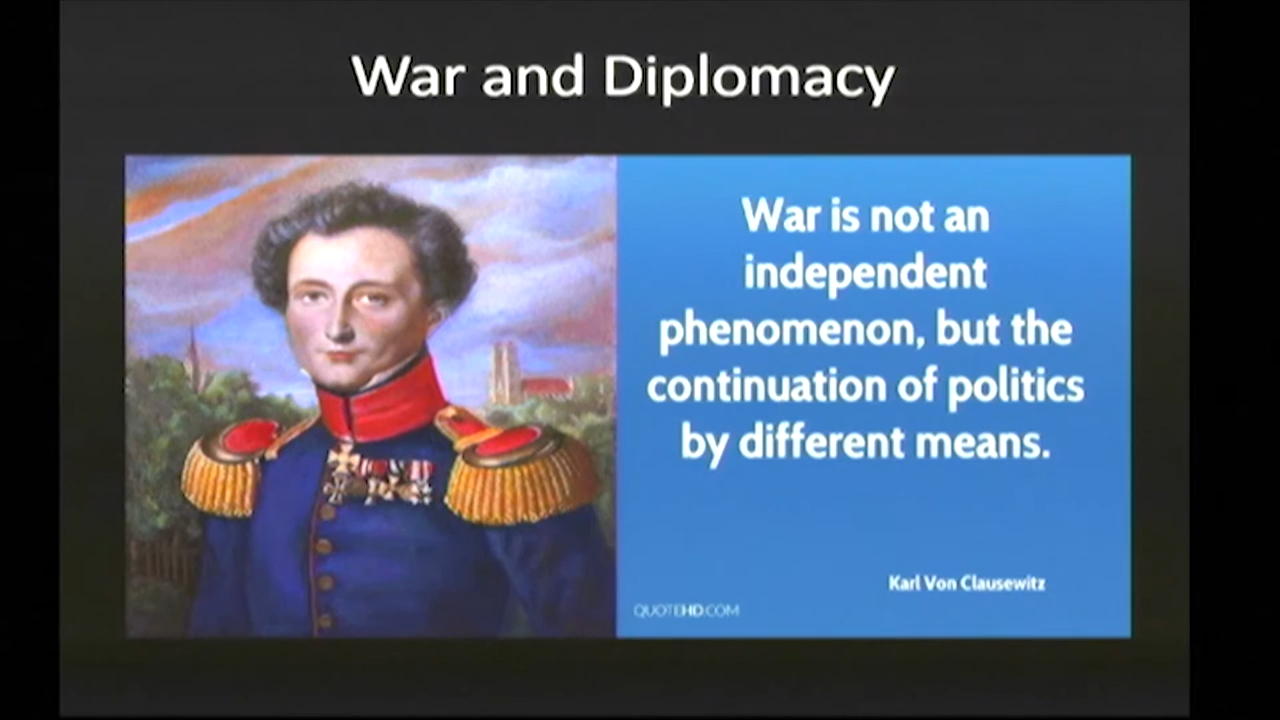 War and Diplomacy
War is not an
independent
phenomenon, but the
continuation of politics
by different means.
Karl Von Clausewitz
QUOTEHD.COM